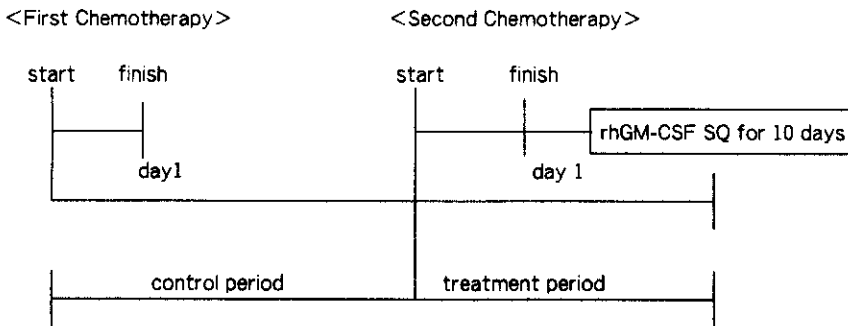 <First Chemotherapy> <Second Chemotherapy>
start finish start finish
rhGM-CSF SQ for 10 days
day1 day 1
control period treatment period